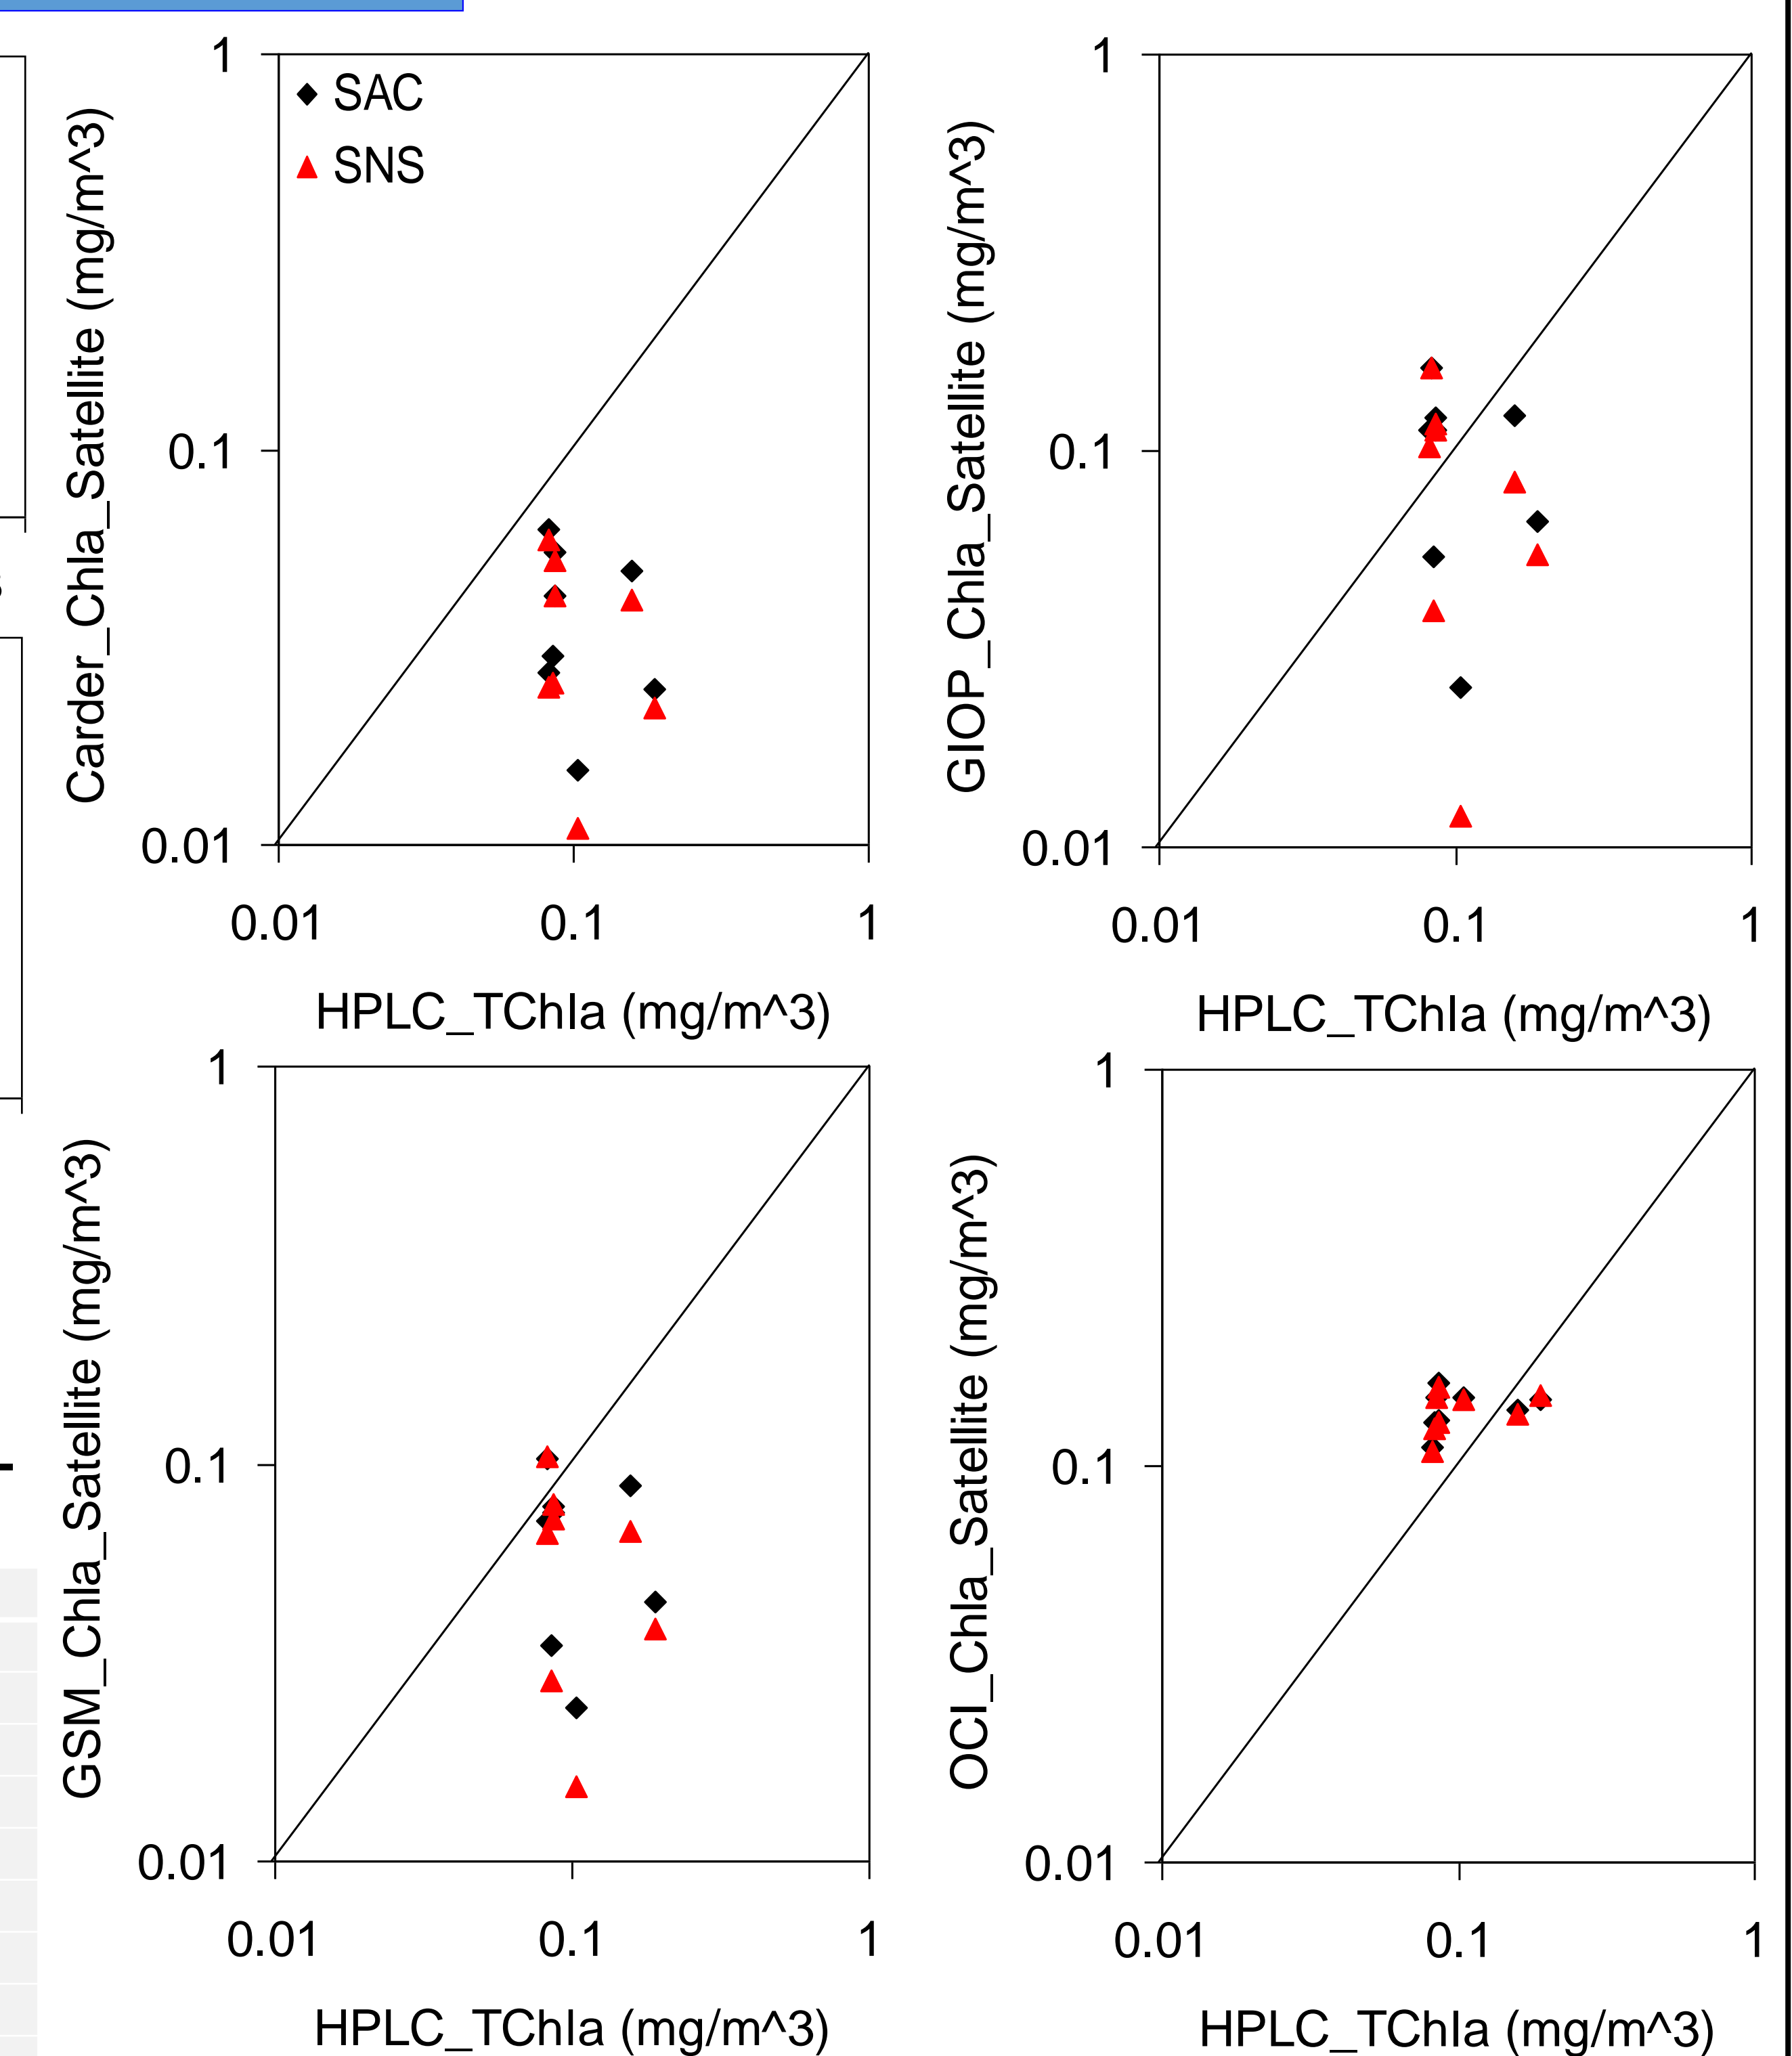 Carder_Chla_Satellite (mg/m^3)
1
0.1
0.01
SAC
SNS
0.01
0.1
1
HPLC_TChla (mg/m^3)
GIOP_Chla_Satellite (mg/m^3)
1
0.1
0.01
0.01
0.1
1
HPLC_TChla (mg/m^3)
GSM_Chla_Satellite (mg/m^3)
1
0.1
0.01
0.01
0.1
1
HPLC_TChla (mg/m^3)
OCI_Chla_Satellite (mg/m^3)
1
0.1
0.01
0.01
0.1
1
HPLC_TChla (mg/m^3)